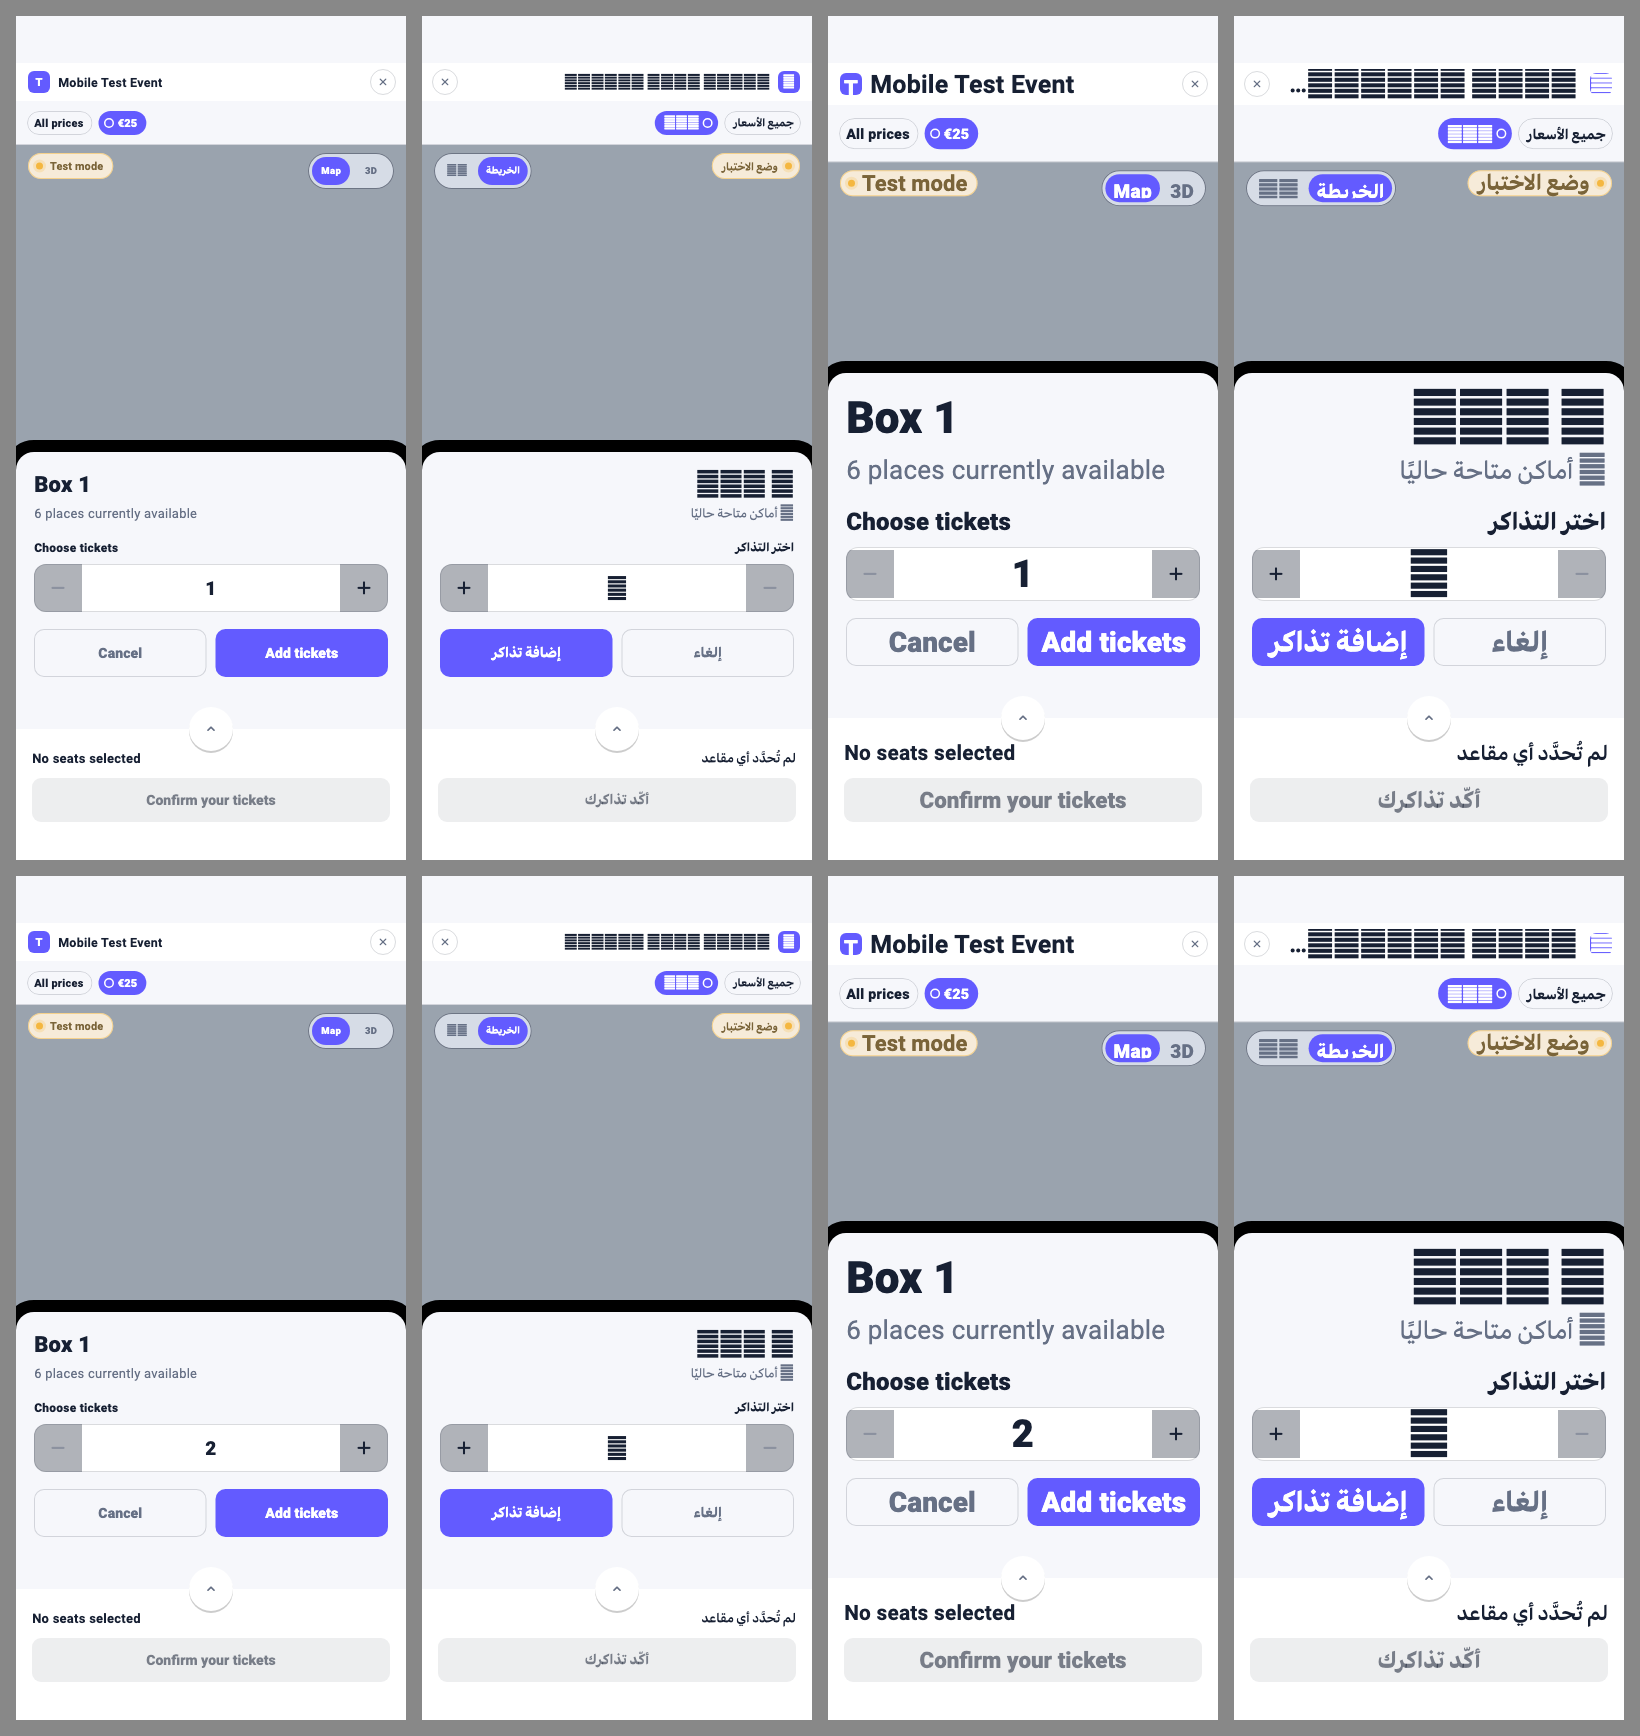 T Mobile Test Event ×
All prices €25
Test mode Map 3D
Box 1
6 places currently available
Choose tickets
− 1 +
Cancel Add tickets
No seats selected
Confirm your tickets
×
جميع الأسعار
وضع الاختبار الخريطة
أماكن متاحة حاليًا
اختر التذاكر
− +
إلغاء إضافة تذاكر
لم تُحدَّد أي مقاعد
أكّد تذاكرك
T Mobile Test Event ×
All prices €25
Test mode Map 3D
Box 1
6 places currently available
Choose tickets
− 1 +
Cancel Add tickets
No seats selected
Confirm your tickets
... ×
جميع الأسعار
وضع الاختبار الخريطة
أماكن متاحة حاليًا
اختر التذاكر
− +
إلغاء إضافة تذاكر
لم تُحدَّد أي مقاعد
أكّد تذاكرك
T Mobile Test Event ×
All prices €25
Test mode Map 3D
Box 1
6 places currently available
Choose tickets
− 2 +
Cancel Add tickets
No seats selected
Confirm your tickets
×
جميع الأسعار
وضع الاختبار الخريطة
أماكن متاحة حاليًا
اختر التذاكر
− +
إلغاء إضافة تذاكر
لم تُحدَّد أي مقاعد
أكّد تذاكرك
T Mobile Test Event ×
All prices €25
Test mode Map 3D
Box 1
6 places currently available
Choose tickets
− 2 +
Cancel Add tickets
No seats selected
Confirm your tickets
... ×
جميع الأسعار
وضع الاختبار الخريطة
أماكن متاحة حاليًا
اختر التذاكر
− +
إلغاء إضافة تذاكر
لم تُحدَّد أي مقاعد
أكّد تذاكرك